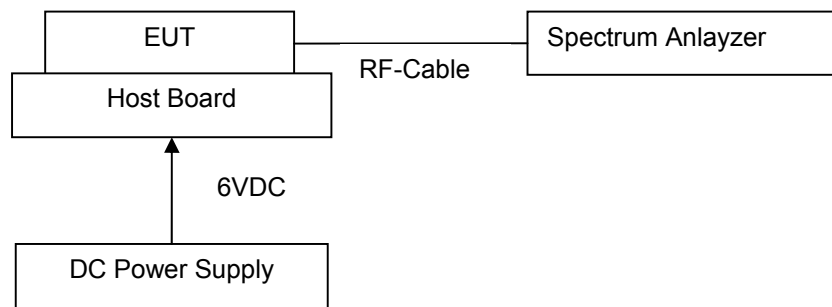 EUT
Spectrum Anlayzer
RF-Cable
Host Board
6VDC
DC Power Supply